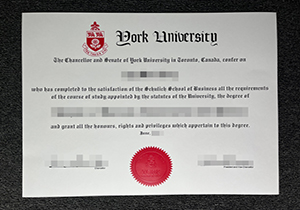 York University
The Chancellor and Senate of York University in Toronto, Canada, confer on
who has completed to the satisfaction of the Schulich School of Business all the requirements
of the course of study appointed by the statutes of the University, the degree of
and grant all the honours, rights and privileges which appertain to this degree.
June